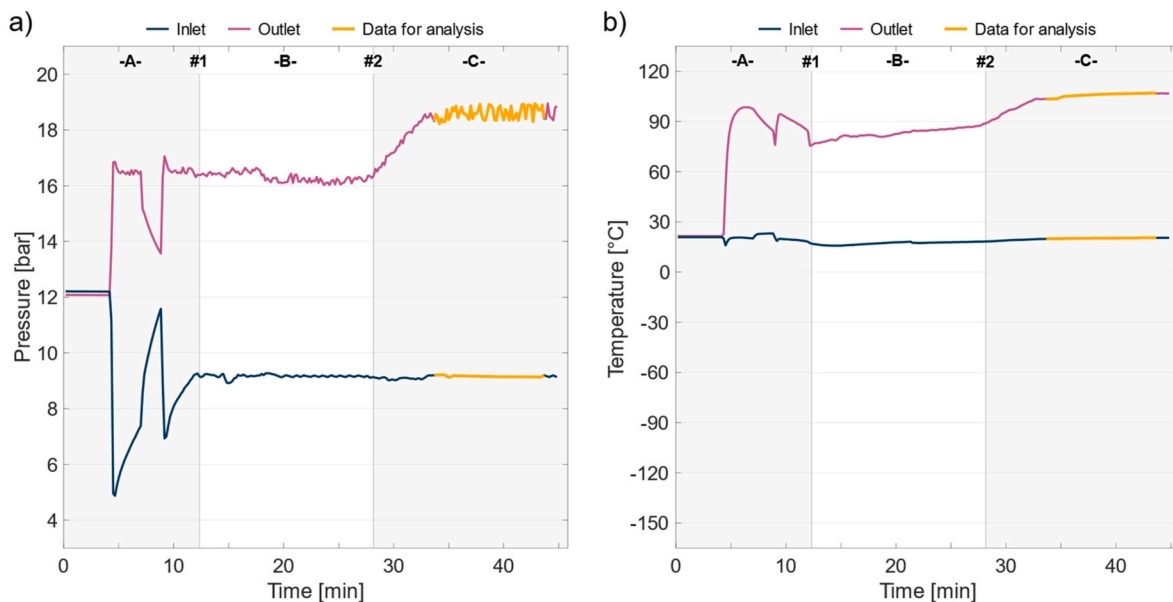 a)
Inlet Outlet Data for analysis
-A- #1 -B- #2 -C-
20
18
16
14
12
10
8
6
4
Pressure [bar]
0 10 20 30 40
Time [min]
b)
Inlet Outlet Data for analysis
-A- #1 -B- #2 -C-
120
90
60
30
0
-30
-60
-90
-120
-150
Temperature [°C]
0 10 20 30 40
Time [min]